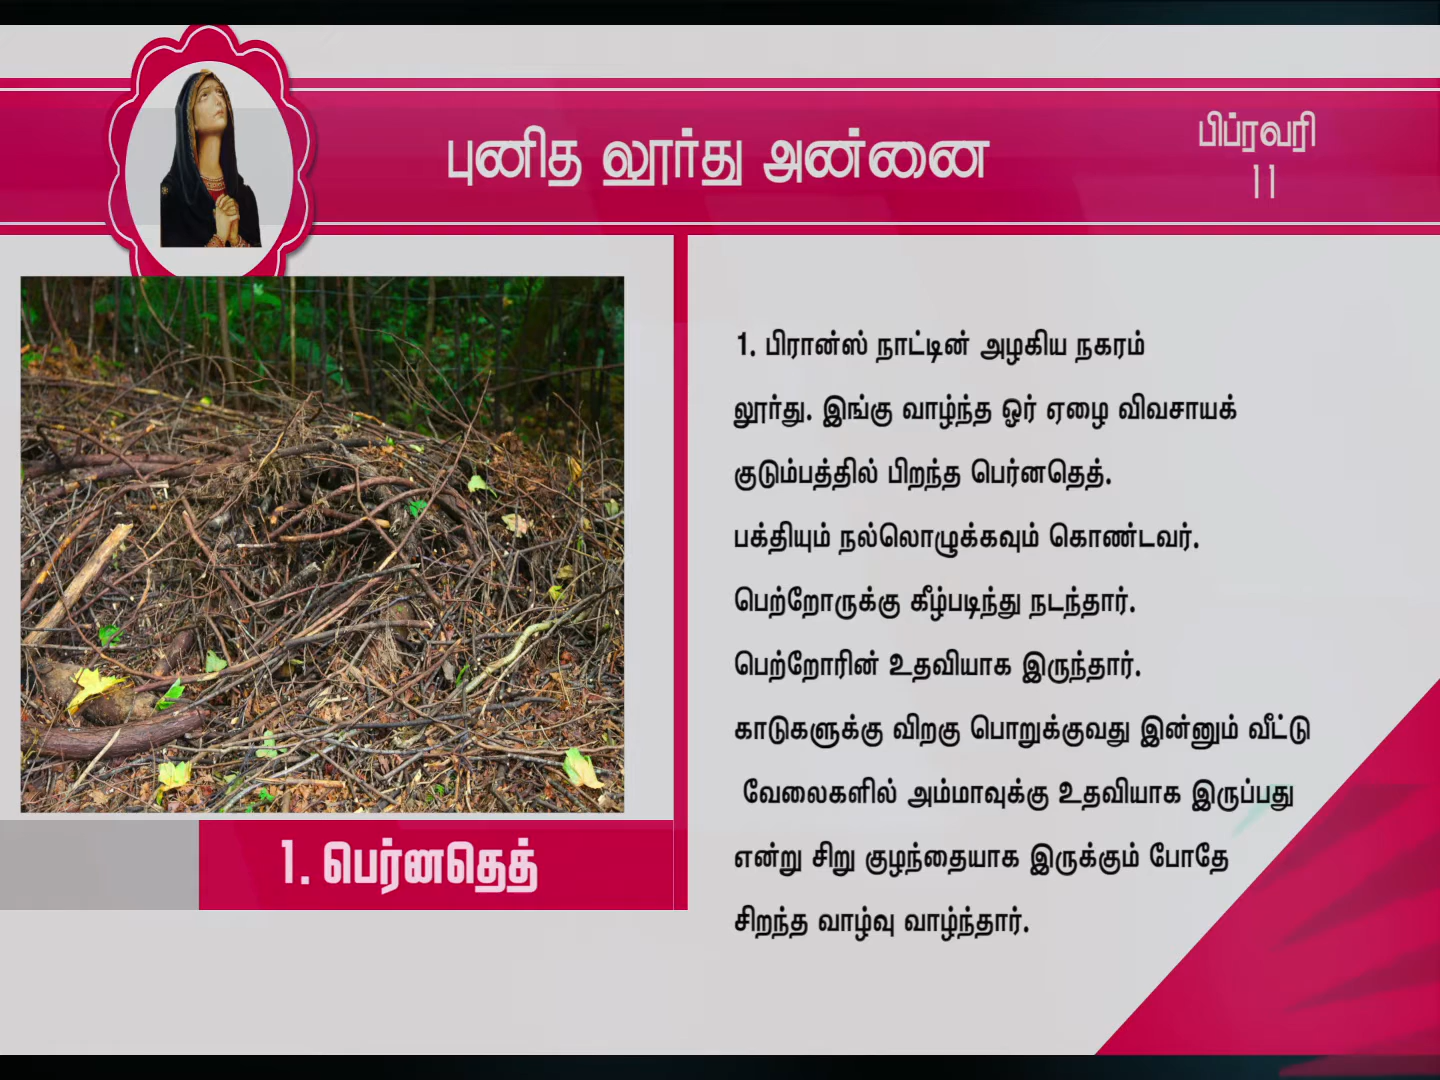 புனித லூர்து அன்னை
பிப்ரவரி
11
1. பிரான்ஸ் நாட்டின் அழகிய நகரம்
லூர்து. இங்கு வாழ்ந்த ஓர் ஏழை விவசாயக்
குடும்பத்தில் பிறந்த பெர்னதெத்.
பக்தியும் நல்லொழுக்கவும் கொண்டவர்.
பெற்றோருக்கு கீழ்படிந்து நடந்தார்.
பெற்றோரின் உதவியாக இருந்தார்.
காடுகளுக்கு விறகு பொறுக்குவது இன்னும் வீட்டு
வேலைகளில் அம்மாவுக்கு உதவியாக இருப்பது
என்று சிறு குழந்தையாக இருக்கும் போதே
சிறந்த வாழ்வு வாழ்ந்தார்.
1. பெர்னதெத்